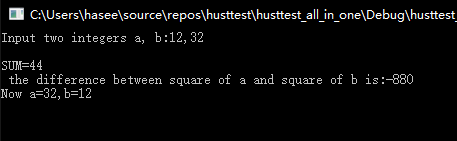 C:\Users\hasee\source\repos\husttest\husttest_all_in_one\Debug\husttest_
Input two integers a, b:12,32
SUM=44
the difference between square of a and square of b is:-880
Now a=32,b=12